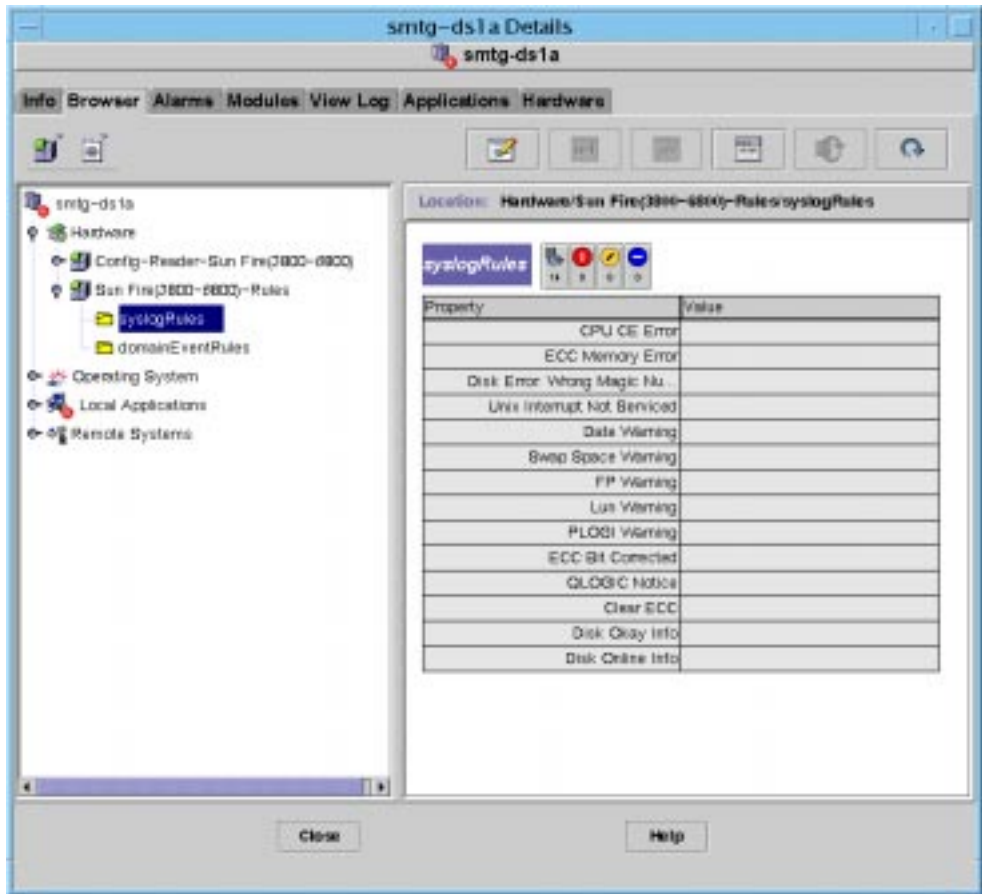 smtg-ds1a Details
smtg-ds1a
Info Browser Alarms Modules View Log Applications Hardware
smtg-ds1a
Hardware
Config-Reader-Sun Fire(3800-6800)
Sun Fire(3800-6800)-Rules
syslogRules
domainEventRules
Operating System
Local Applications
Remote Systems
Location: Hardware/Sun Fire(3800-6800)-Rules/syslogRules
syslogRules
Property Value
CPU CE Error
ECC Memory Error
Disk Error Wrong Magic Nu...
Unix Interrupt Not Serviced
Date Warning
Swap Space Warning
FP Warning
Lun Warning
PLOGI Warning
ECC Bit Corrected
QLOGIC Notice
Clear ECC
Disk Okay Info
Disk Online Info
Close Help